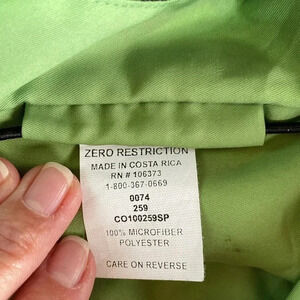 ZERO RESTRICTION
MADE IN COSTA RICA
RN # 106373
1-800-367-0669
0074
259
CO100259SP
100% MICROFIBER
POLYESTER
CARE ON REVERSE